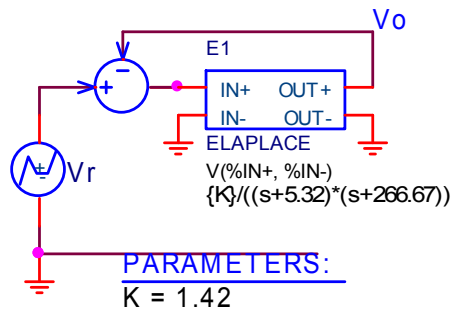 Vo
E1
IN+ OUT+
IN- OUT-
ELAPLACE
V(%IN+, %IN-)
{K}/((s+5.32)*(s+266.67))
Vr
PARAMETERS:
K = 1.42